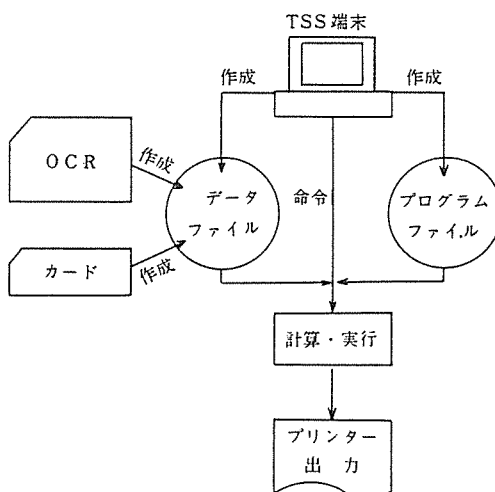 TSS端末
作成
作成
OCR
作成
データ
ファイル
命令
プログラム
ファイル
カード
作成
計算・実行
プリンター
出力